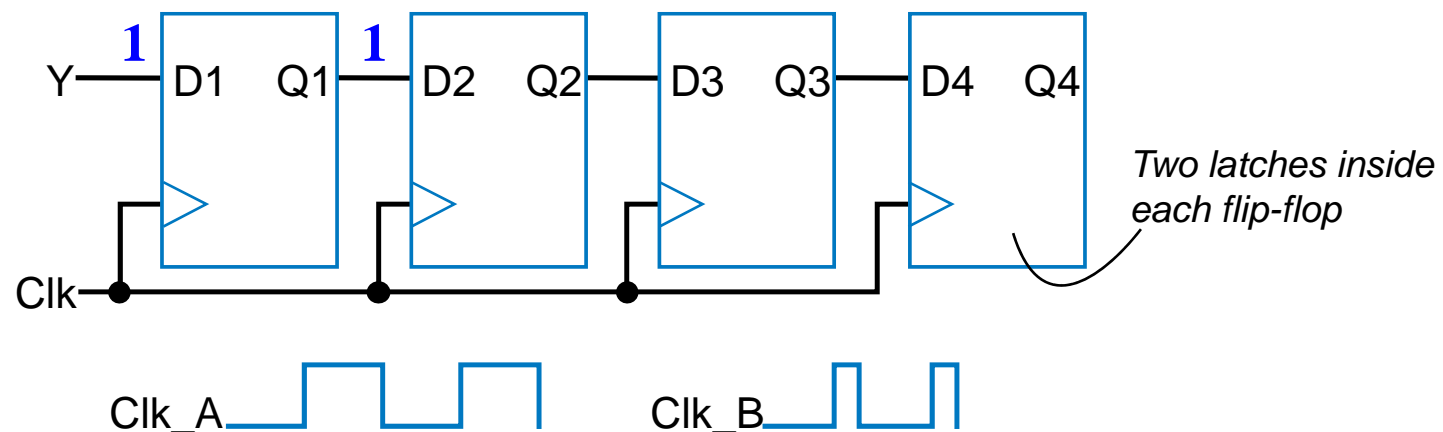 1 1
Y D1 Q1 D2 Q2 D3 Q3 D4 Q4
Two latches inside
each flip-flop
Clk
Clk_A Clk_B